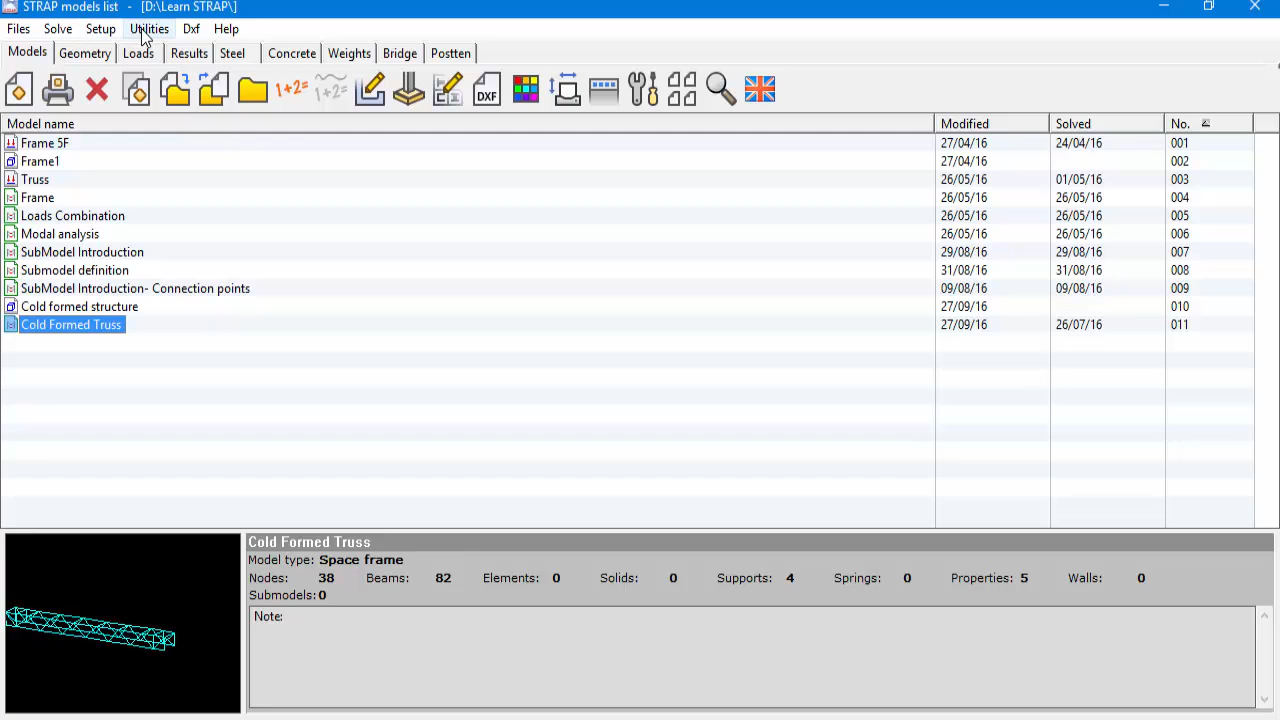 STRAP models list - [D:\Learn STRAP\]
Files Solve Setup Utilities Dxf Help
Models Geometry Loads Results Steel Concrete Weights Bridge Postten
1+2= 1+2= DXF
Model name Modified Solved No.
Frame 5F 27/04/16 24/04/16 001
Frame1 27/04/16 002
Truss 26/05/16 01/05/16 003
Frame 26/05/16 26/05/16 004
Loads Combination 26/05/16 26/05/16 005
Modal analysis 26/05/16 26/05/16 006
SubModel Introduction 29/08/16 29/08/16 007
Submodel definition 31/08/16 31/08/16 008
SubModel Introduction- Connection points 09/08/16 09/08/16 009
Cold formed structure 27/09/16 010
Cold Formed Truss 27/09/16 26/07/16 011
Cold Formed Truss
Model type: Space frame
Nodes: 38 Beams: 82 Elements: 0 Solids: 0 Supports: 4 Springs: 0 Properties: 5 Walls: 0
Submodels: 0
Note: